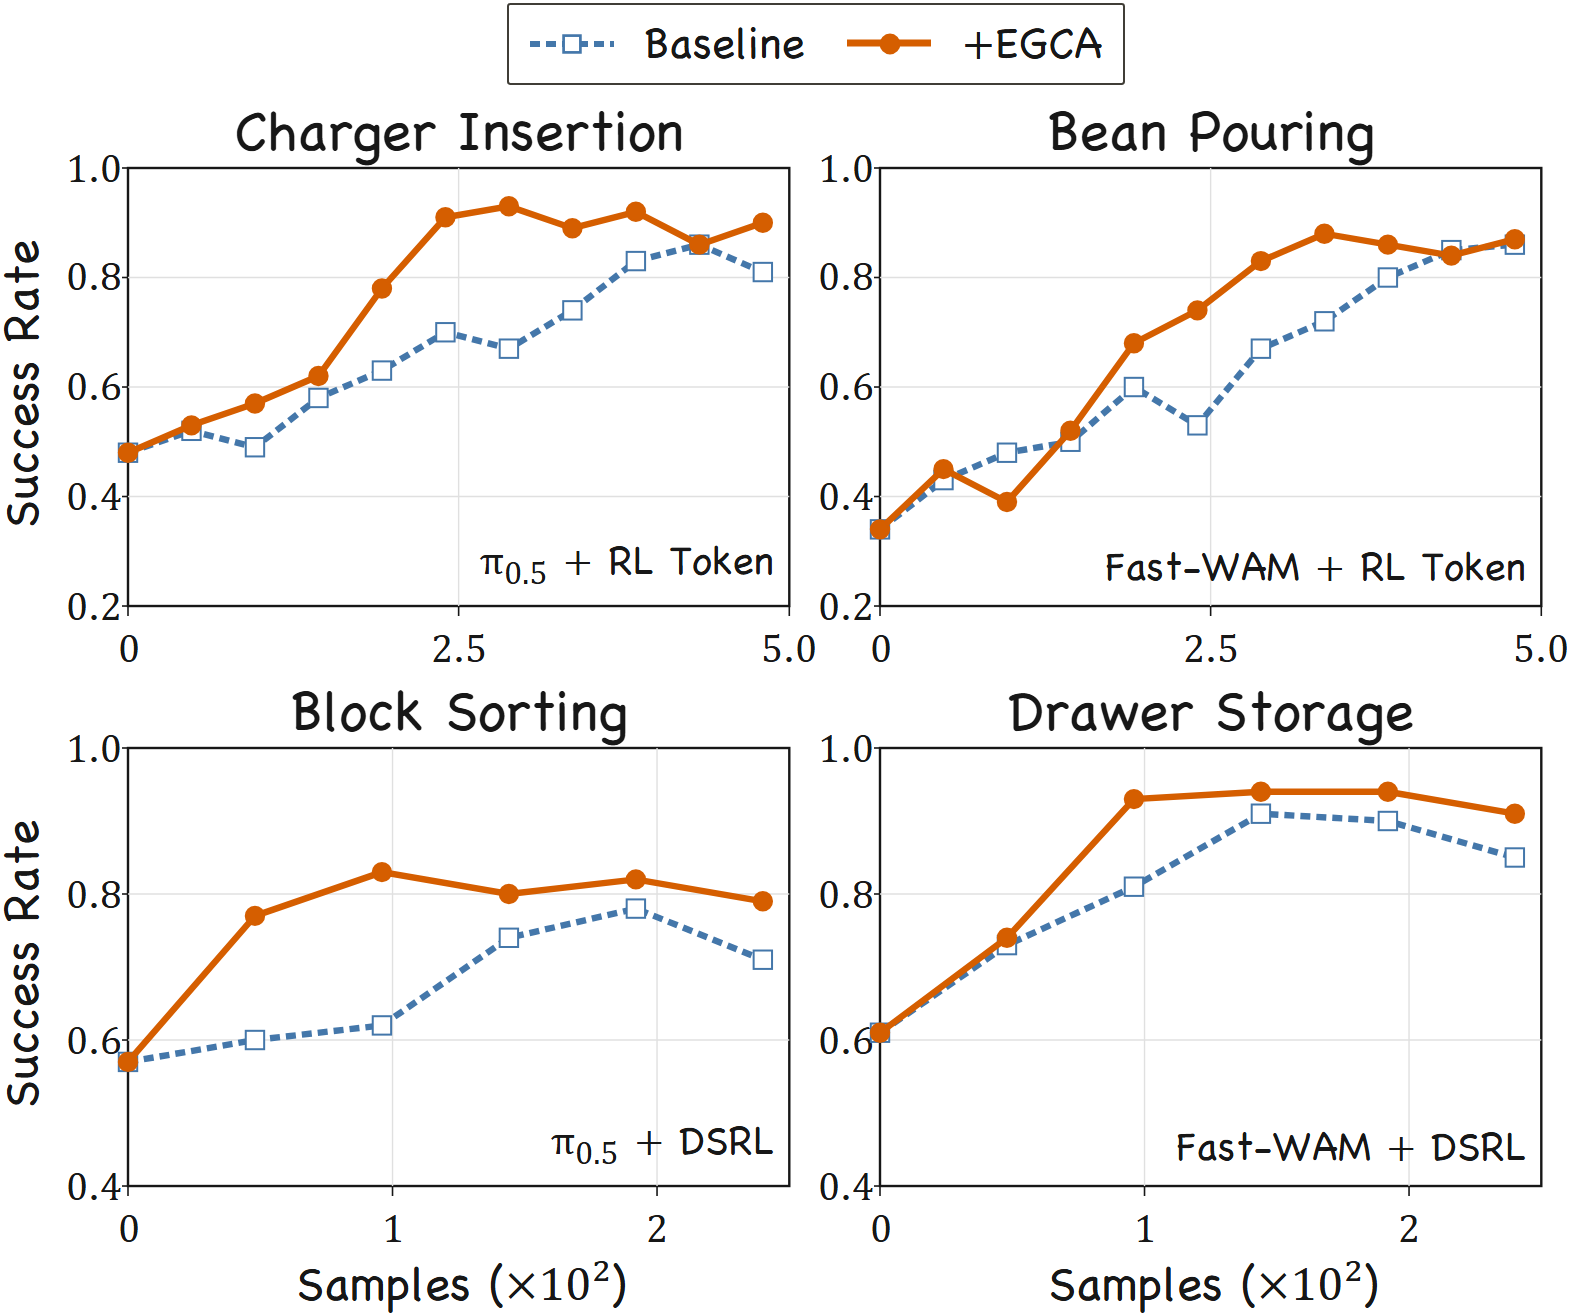 Baseline +EGCA
Charger Insertion
1.0
0.8
0.6
0.4
0.2
Success Rate
π0.5 + RL Token
0 2.5 5.0
Bean Pouring
1.0
0.8
0.6
0.4
0.2
Fast-WAM + RL Token
0 2.5 5.0
Block Sorting
1.0
0.8
0.6
0.4
Success Rate
π0.5 + DSRL
0 1 2
Samples (×10²)
Drawer Storage
1.0
0.8
0.6
0.4
Fast-WAM + DSRL
0 1 2
Samples (×10²)